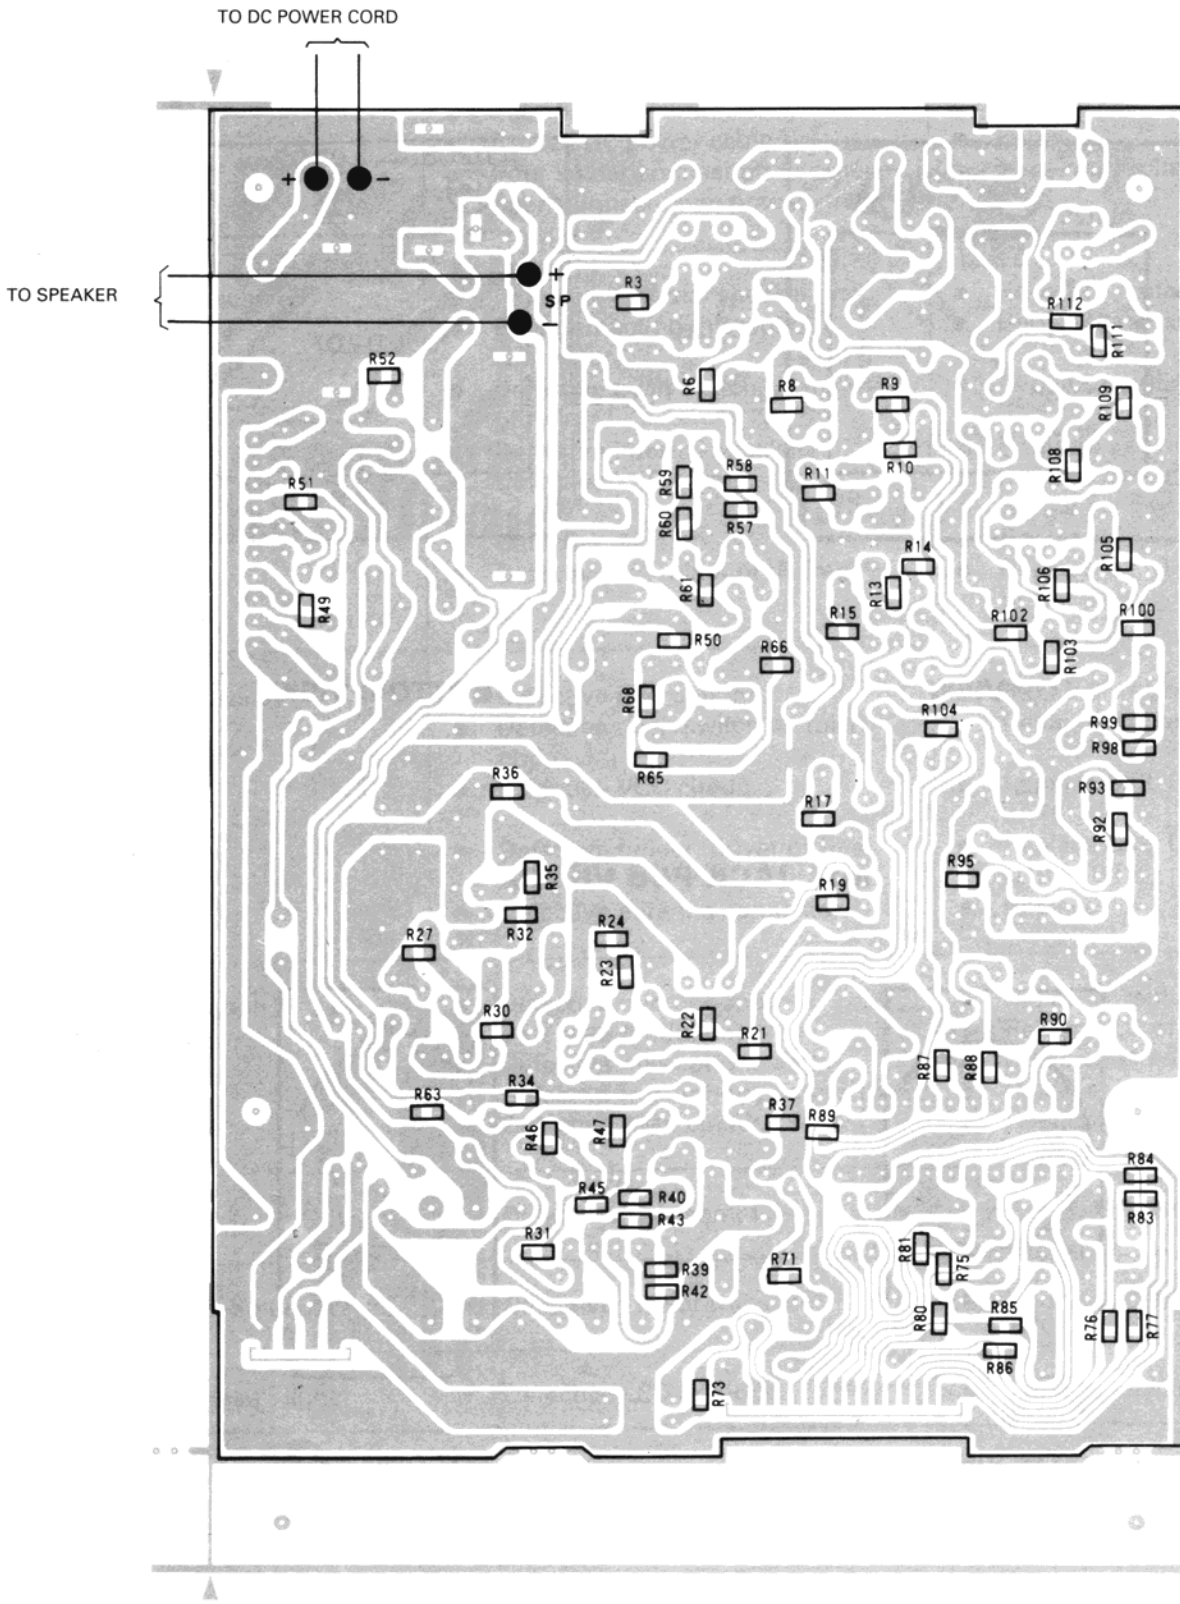 TO DC POWER CORD
+ −
TO SPEAKER
+
SP
−
R3
R112
R111
R52
R6
R8
R9
R109
R10
R108
R59
R58
R11
R51
R60
R57
R14
R105
R61
R13
R106
R49
R15
R102
R100
R50
R66
R103
R68
R104
R99
R98
R65
R36
R93
R17
R92
R35
R95
R19
R32
R24
R27
R23
R30
R22
R21
R90
R87
R88
R34
R63
R37
R89
R46
R47
R84
R45
R40
R83
R43
R31
R81
R75
R39
R71
R42
R80
R85
R76
R77
R86
R73